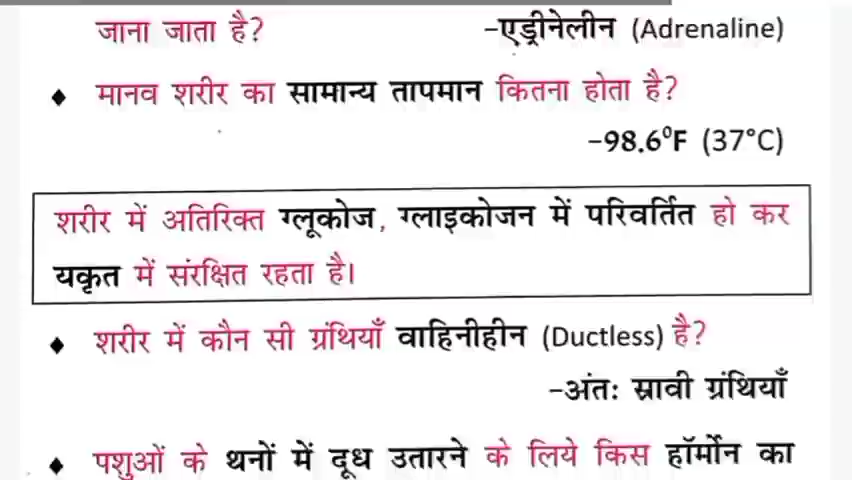 जाना जाता है? -एड्रीनेलीन (Adrenaline)
♦ मानव शरीर का सामान्य तापमान कितना होता है?
-98.6⁰F (37°C)
शरीर में अतिरिक्त ग्लूकोज, ग्लाइकोजन में परिवर्तित हो कर
यकृत में संरक्षित रहता है।
♦ शरीर में कौन सी ग्रंथियाँ वाहिनीहीन (Ductless) है?
-अंतः स्रावी ग्रंथियाँ
♦ पशुओं के थनों में दूध उतारने के लिये किस हॉर्मोन का